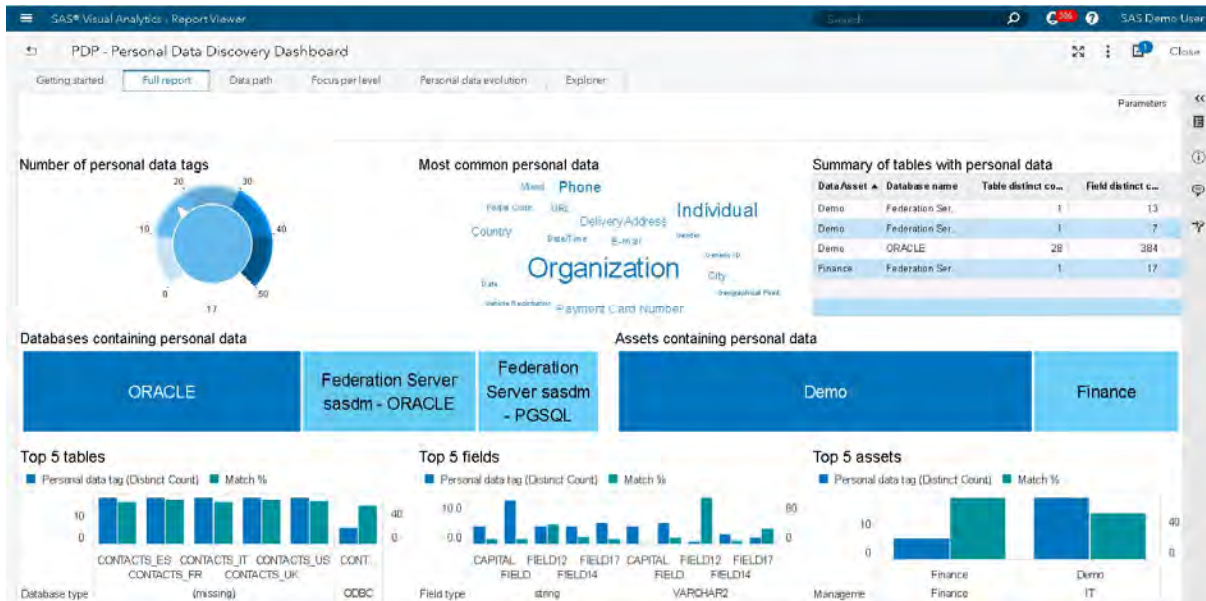 SAS® Visual Analytics - Report Viewer
SAS Demo User
PDP - Personal Data Discovery Dashboard
Close
Getting started Full report Data path Focus per level Personal data evolution Explorer
Parameters
Number of personal data tags
0 10 20 30 40 50
17
Most common personal data
Mixed Phone
Postal Code URL Individual
Delivery Address
Country Date/Time E-mail Gender
Generic ID
Organization City
Date Geographical Point
Vehicle Registration Payment Card Number
Summary of tables with personal data
Data Asset Database name Table distinct co... Field distinct c...
Demo Federation Ser.. 1 13
Demo Federation Ser.. 1 7
Demo ORACLE 28 384
Finance Federation Ser.. 1 17
Databases containing personal data
ORACLE
Federation Server sasdm - ORACLE
Federation Server sasdm - PGSQL
Assets containing personal data
Demo
Finance
Top 5 tables
Personal data tag (Distinct Count) Match %
10 40
0 0
CONTACTS_ES CONTACTS_IT CONTACTS_US CONT...
CONTACTS_FR CONTACTS_UK
Database type (missing) ODBC
Top 5 fields
Personal data tag (Distinct Count) Match %
10.0 80
0.0 0
CAPITAL FIELD12 FIELD17 CAPITAL FIELD12 FIELD17
FIELD FIELD14 FIELD FIELD14
Field type string VARCHAR2
Top 5 assets
Personal data tag (Distinct Count) Match %
10 40
0 0
Finance Demo
Manageme Finance IT